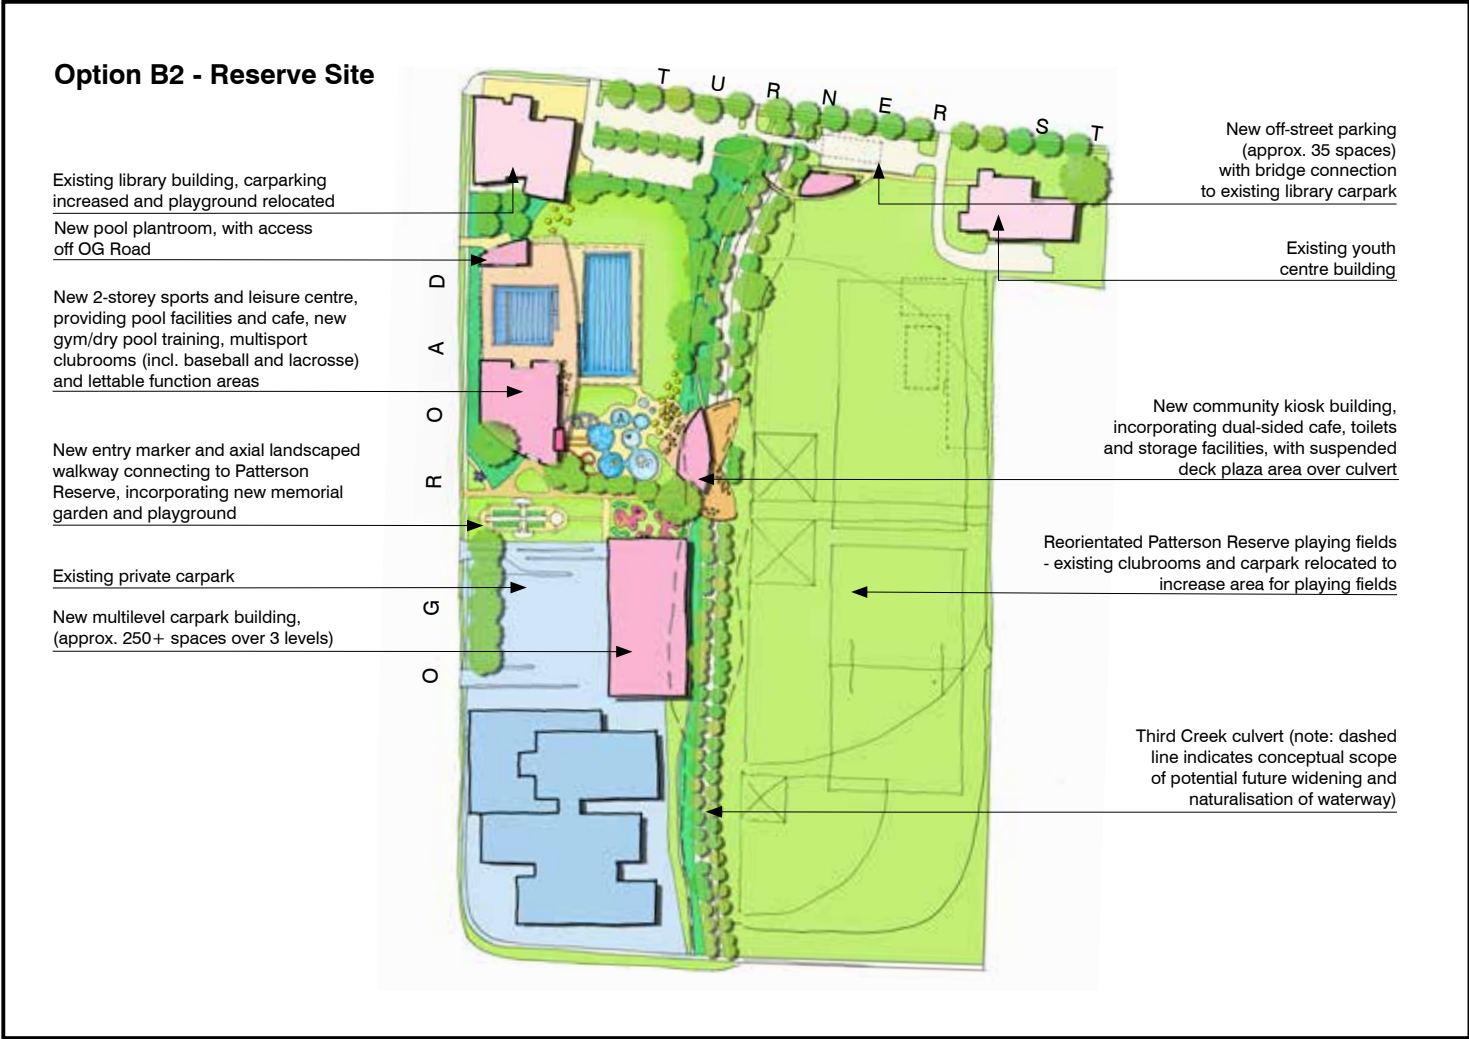 Option B2 - Reserve Site
TURNER ST
Existing library building, carparking
increased and playground relocated
New pool plantroom, with access
off OG Road
New 2-storey sports and leisure centre,
providing pool facilities and cafe, new
gym/dry pool training, multisport
clubrooms (incl. baseball and lacrosse)
and lettable function areas
New entry marker and axial landscaped
walkway connecting to Patterson
Reserve, incorporating new memorial
garden and playground
Existing private carpark
New multilevel carpark building,
(approx. 250+ spaces over 3 levels)
OG ROAD
New off-street parking
(approx. 35 spaces)
with bridge connection
to existing library carpark
Existing youth
centre building
New community kiosk building,
incorporating dual-sided cafe, toilets
and storage facilities, with suspended
deck plaza area over culvert
Reorientated Patterson Reserve playing fields
- existing clubrooms and carpark relocated to
increase area for playing fields
Third Creek culvert (note: dashed
line indicates conceptual scope
of potential future widening and
naturalisation of waterway)